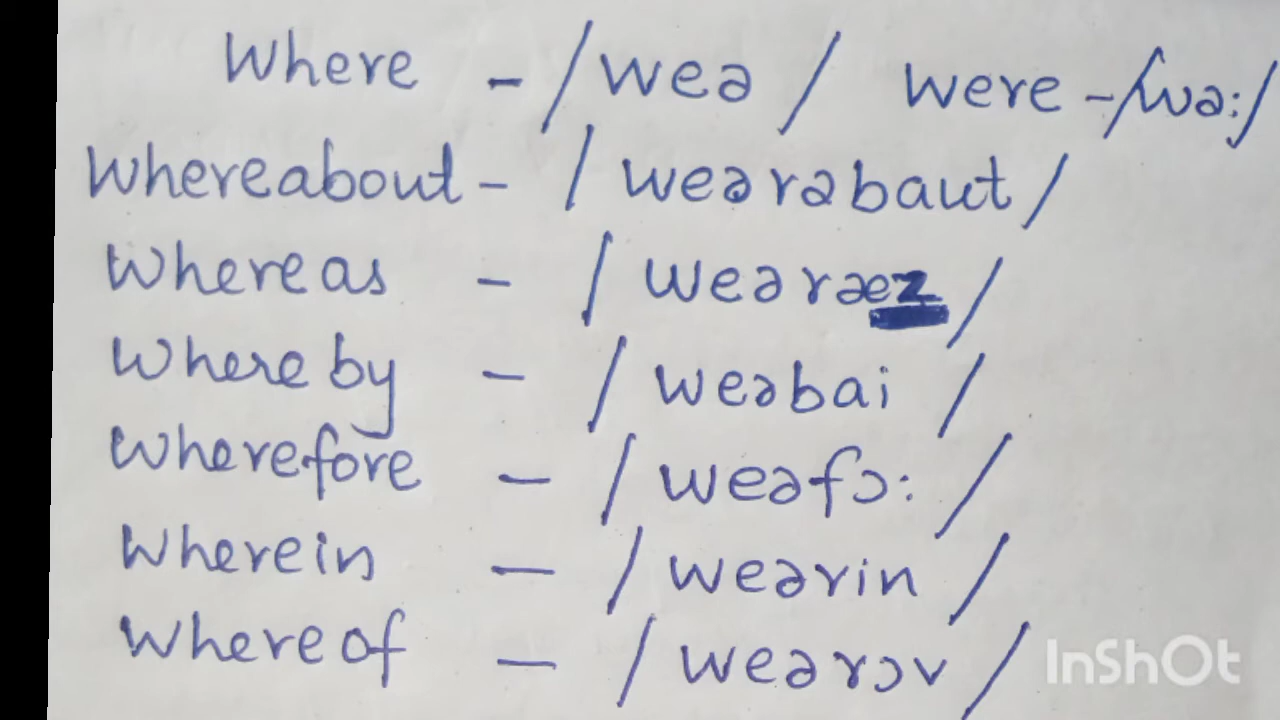 Where - /weə/ were - /wə:/
Whereabout - /weərəbaut/
Whereas - /weəræz/
Whereby - /weəbai/
Wherefore - /weəfɔ:/
Wherein - /weərin/
Whereof - /weərɔv/
InShOt